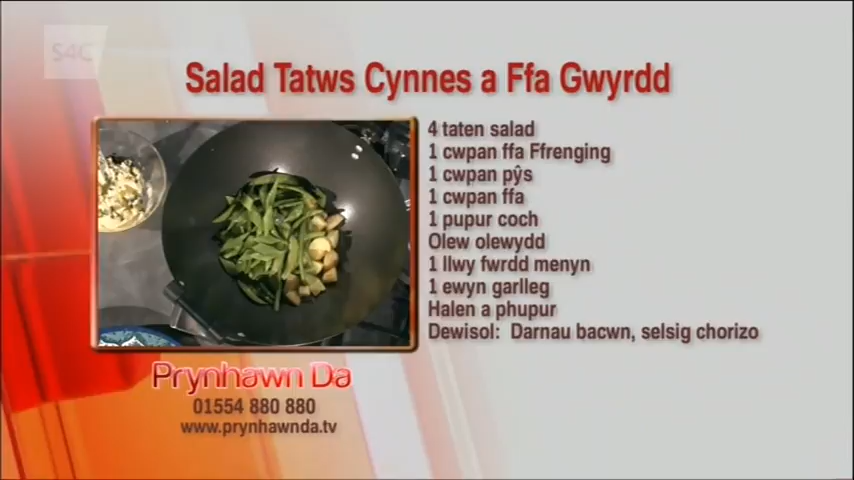 S4C
Salad Tatws Cynnes a Ffa Gwyrdd
4 taten salad
1 cwpan ffa Ffrenging
1 cwpan pŷs
1 cwpan ffa
1 pupur coch
Olew olewydd
1 llwy fwrdd menyn
1 ewyn garlleg
Halen a phupur
Dewisol: Darnau bacwn, selsig chorizo
Prynhawn Da
01554 880 880
www.prynhawnda.tv